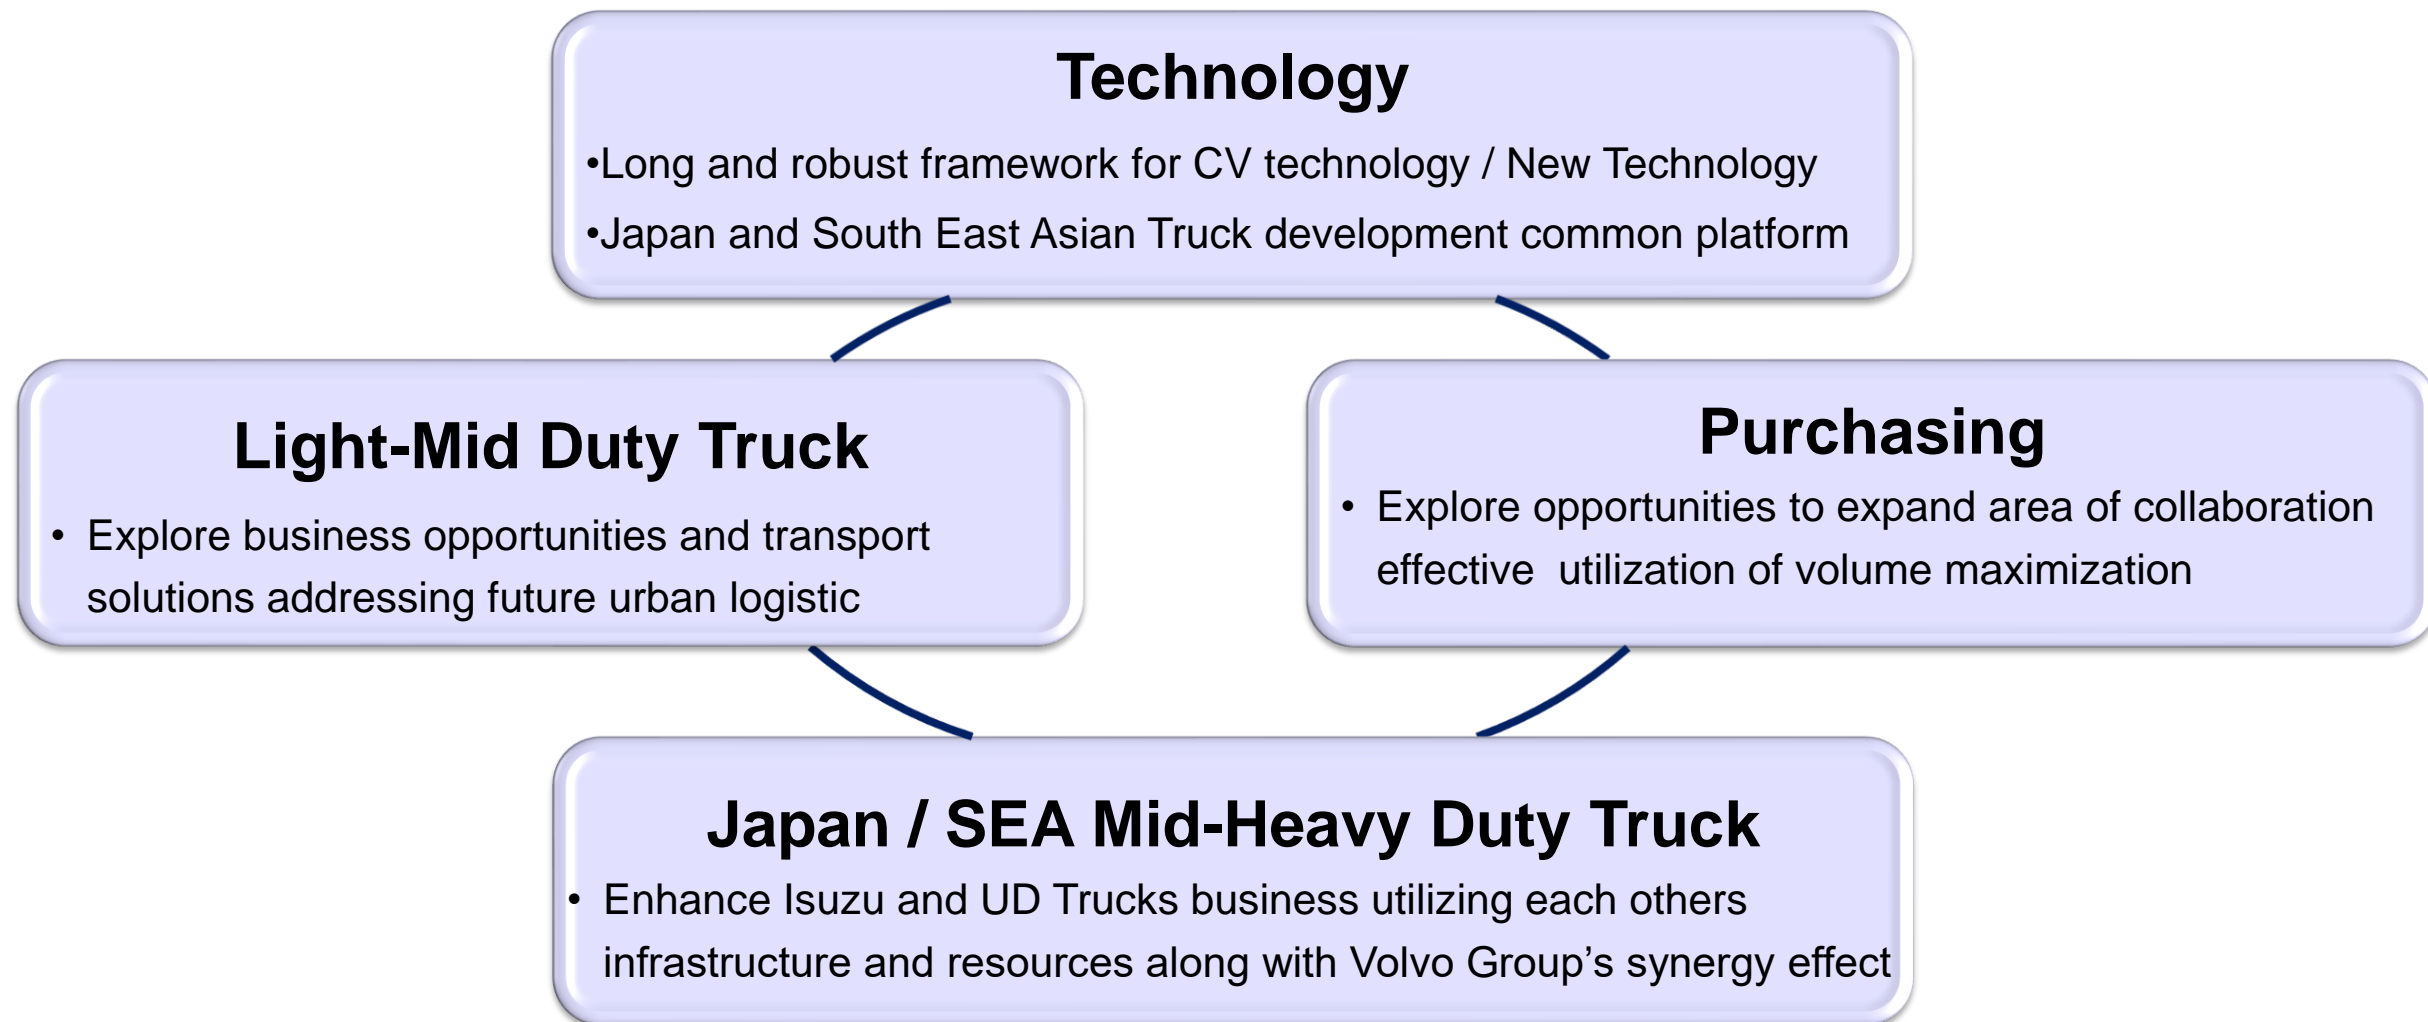 Technology
•Long and robust framework for CV technology / New Technology
•Japan and South East Asian Truck development common platform
Light-Mid Duty Truck
• Explore business opportunities and transport
solutions addressing future urban logistic
Purchasing
• Explore opportunities to expand area of collaboration
effective  utilization of volume maximization
Japan / SEA Mid-Heavy Duty Truck
• Enhance Isuzu and UD Trucks business utilizing each others
infrastructure and resources along with Volvo Group’s synergy effect